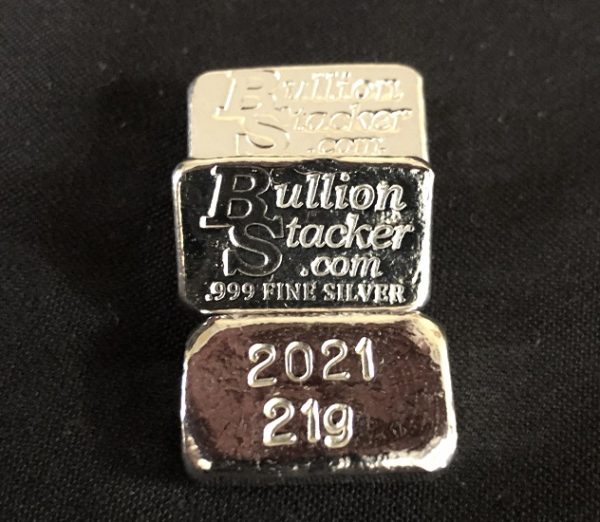 Bullion
Stacker
.com
Bullion
Stacker
.com
.999 FINE SILVER
2021
21g